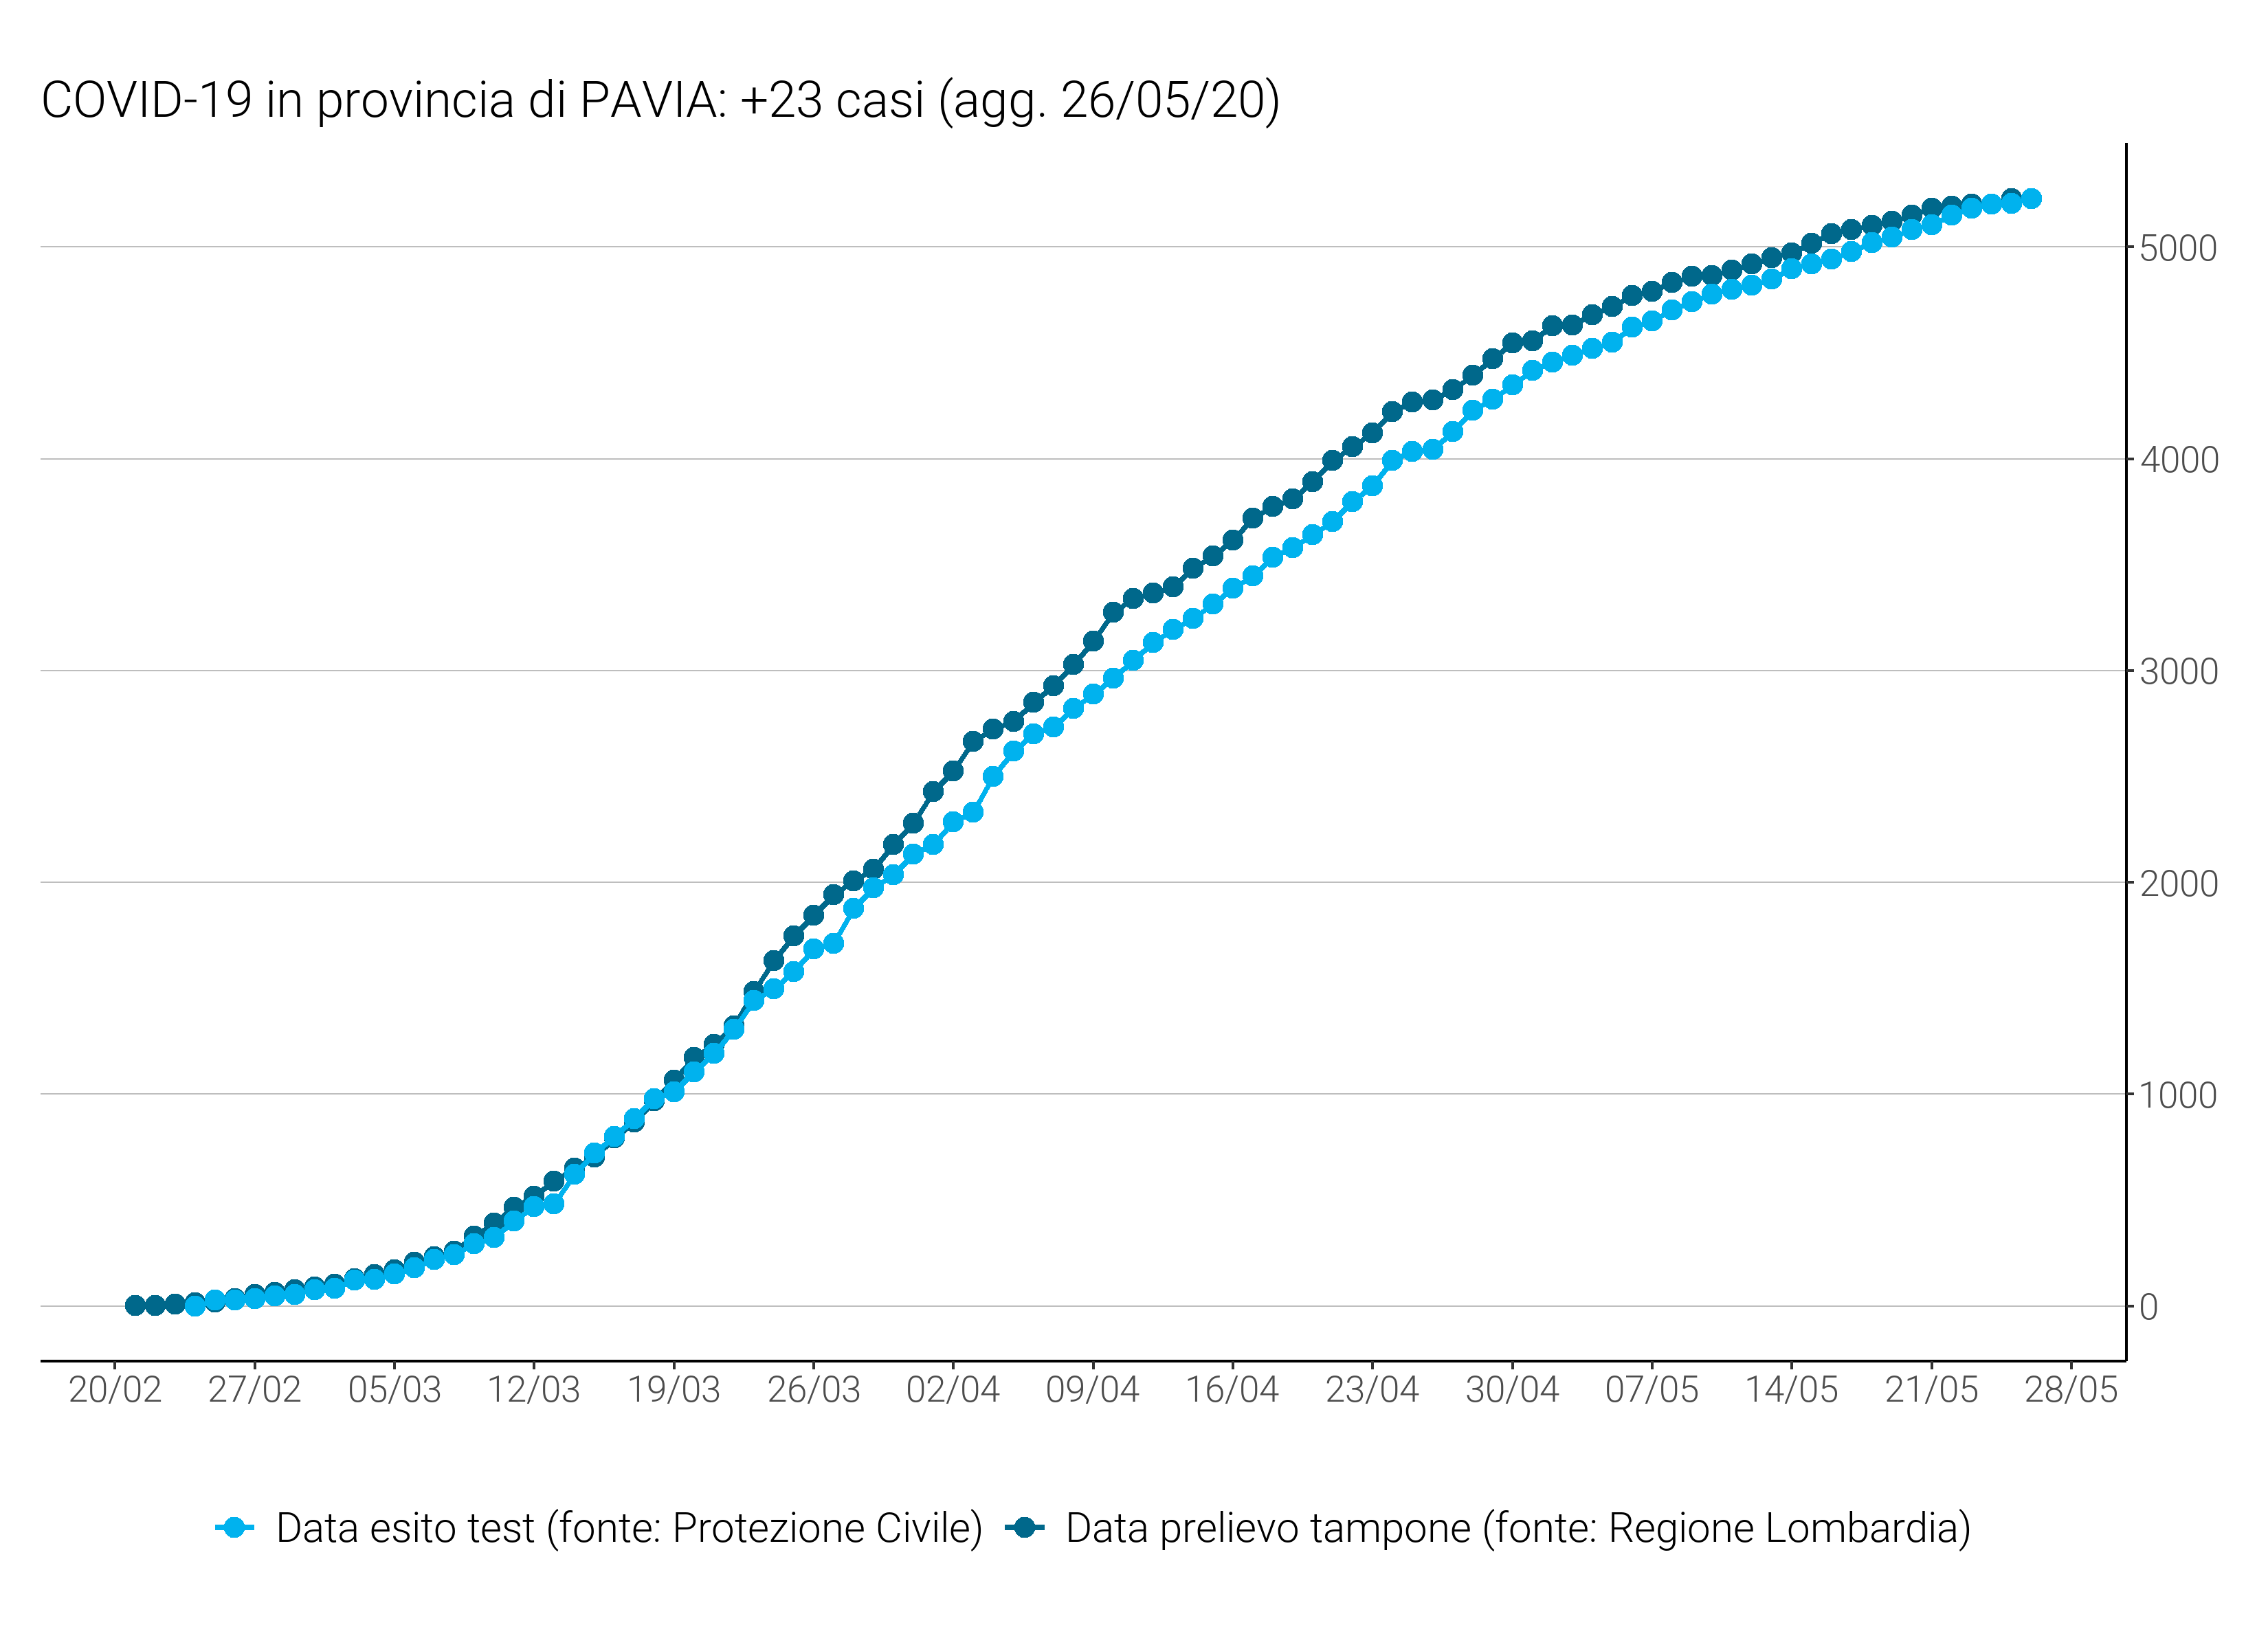 COVID-19 in provincia di PAVIA: +23 casi (agg. 26/05/20)
5000
4000
3000
2000
1000
0
20/02 27/02 05/03 12/03 19/03 26/03 02/04 09/04 16/04 23/04 30/04 07/05 14/05 21/05 28/05
Data esito test (fonte: Protezione Civile) Data prelievo tampone (fonte: Regione Lombardia)